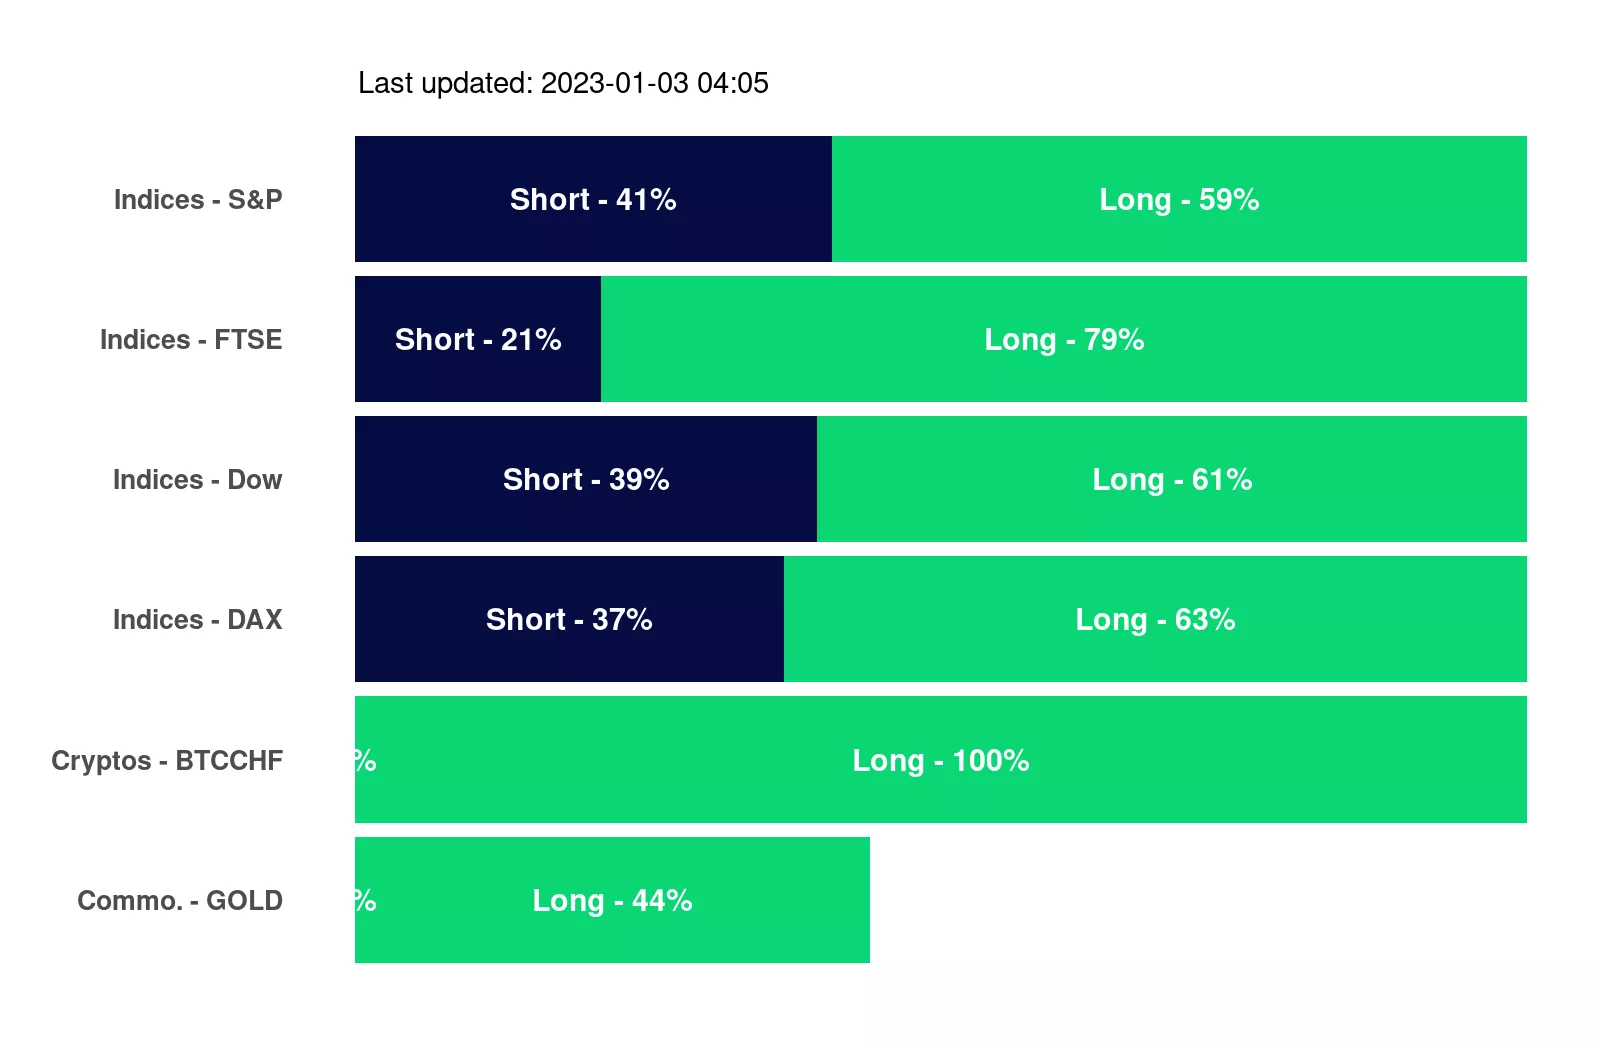 Last updated: 2023-01-03 04:05
Indices - S&P Short - 41% Long - 59%
Indices - FTSE Short - 21% Long - 79%
Indices - Dow Short - 39% Long - 61%
Indices - DAX Short - 37% Long - 63%
Cryptos - BTCCHF % Long - 100%
Commo. - GOLD % Long - 44%